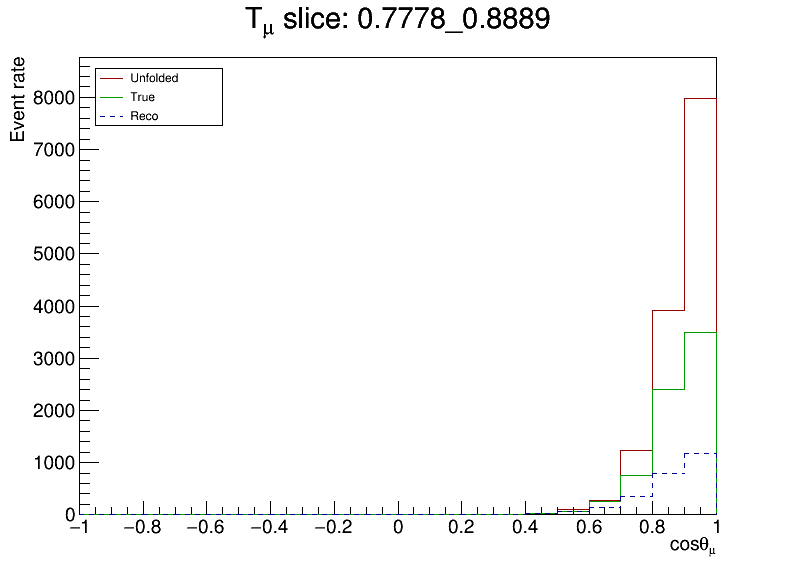 Tμ slice: 0.7778_0.8889
Event rate
Unfolded
True
Reco
8000
7000
6000
5000
4000
3000
2000
1000
0
−1 −0.8 −0.6 −0.4 −0.2 0 0.2 0.4 0.6 0.8 1
cosθμ